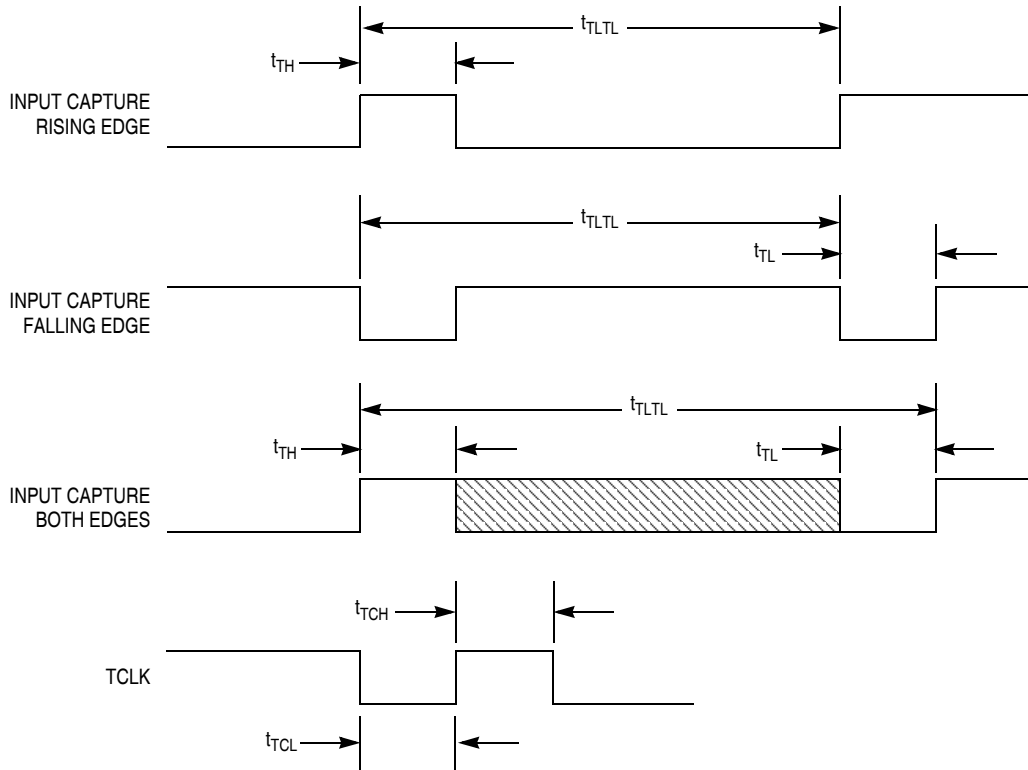 tTLTL
tTH
INPUT CAPTURE
RISING EDGE
tTLTL
tTL
INPUT CAPTURE
FALLING EDGE
tTLTL
tTH
tTL
INPUT CAPTURE
BOTH EDGES
tTCH
TCLK
tTCL